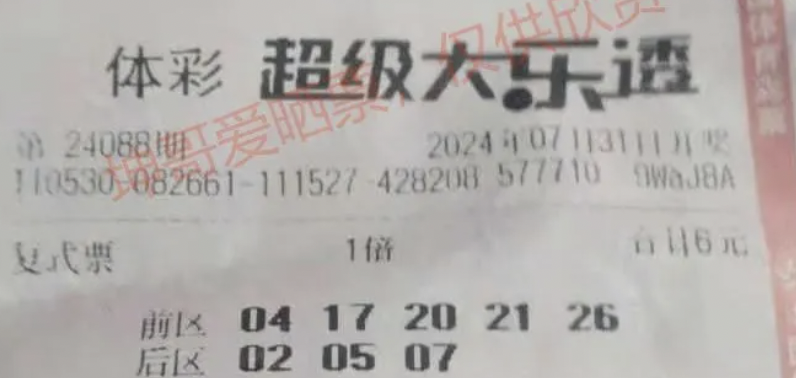 体彩 超级大乐透
第 24088期 2024年07月31日开奖
110530-082661-111527-428208 577710 9WaJ8A
复式票 1倍 合计6元
前区 04 17 20 21 26
后区 02 05 07
坤哥爱晒票，仅供欣赏